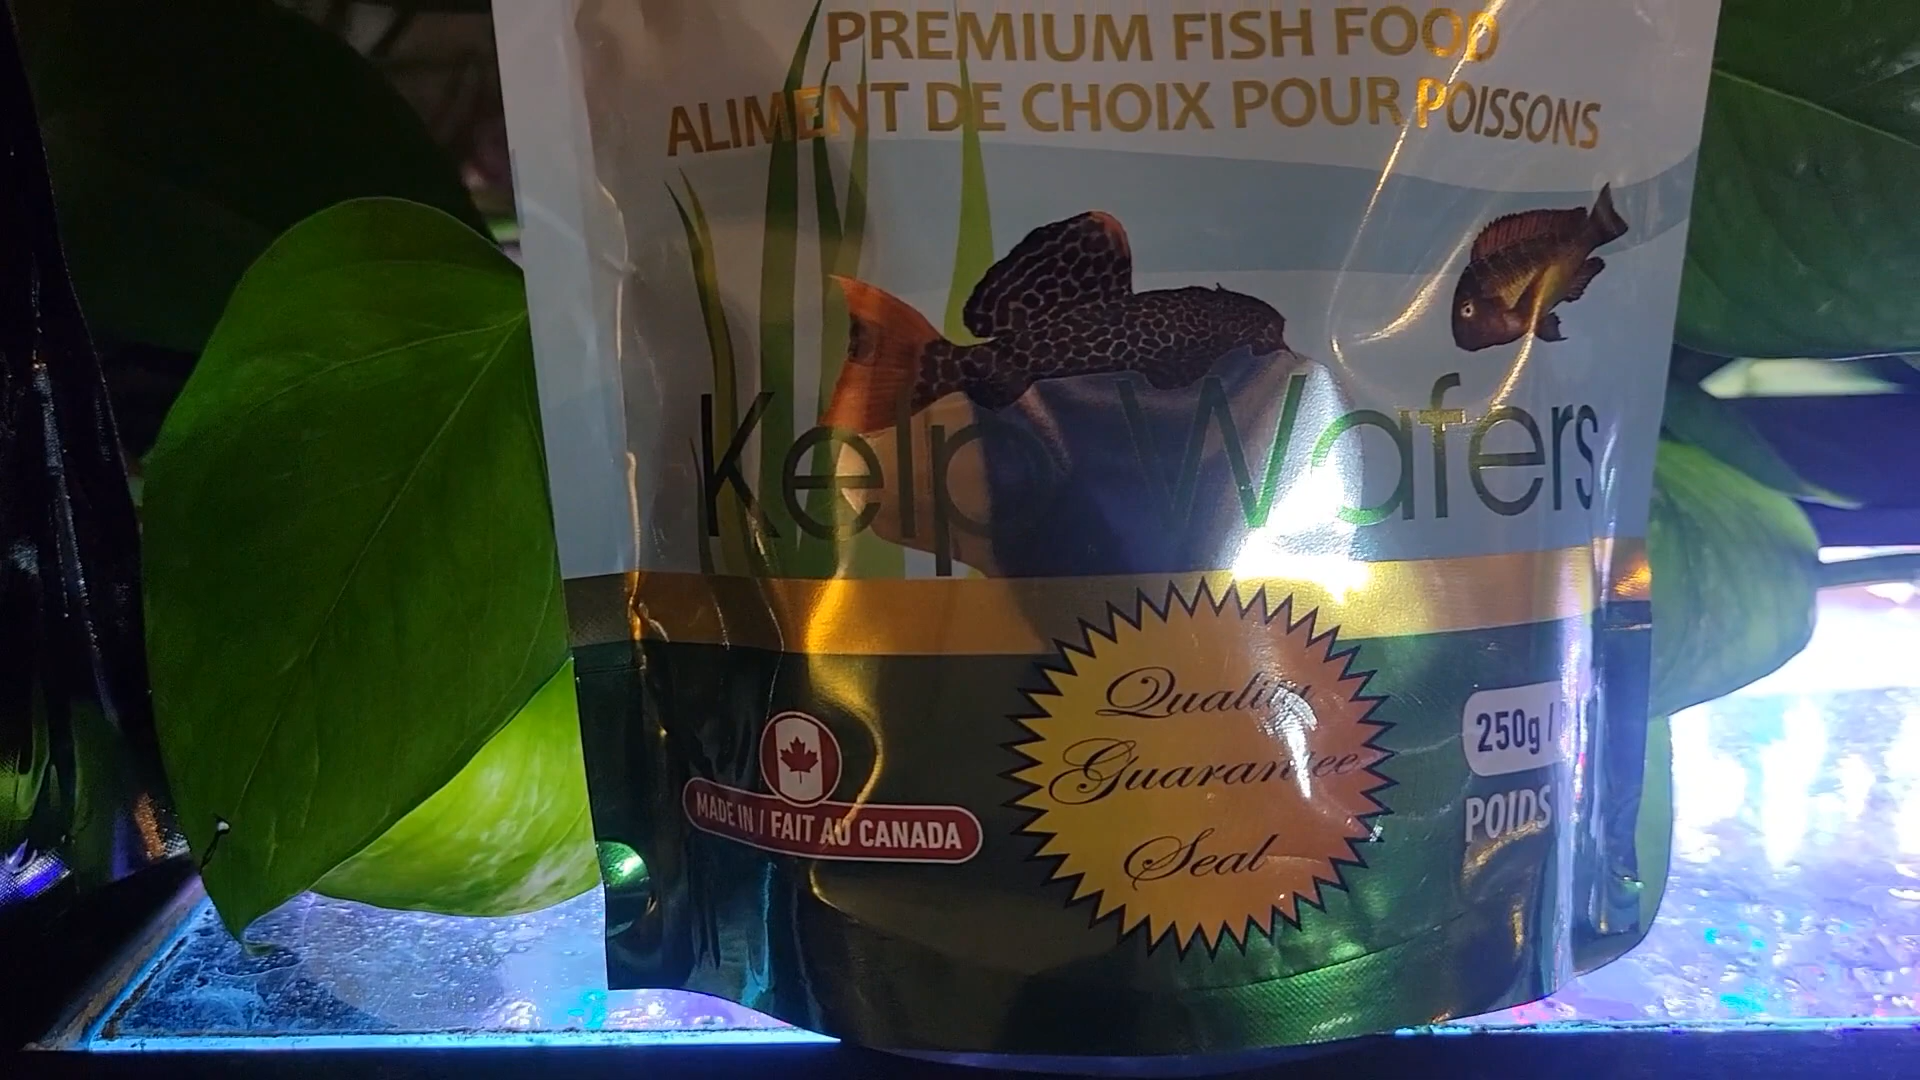 PREMIUM FISH FOOD
ALIMENT DE CHOIX POUR POISSONS
Kelp Wafers
Quality
Guarantee
Seal
MADE IN / FAIT AU CANADA
250g /
POIDS